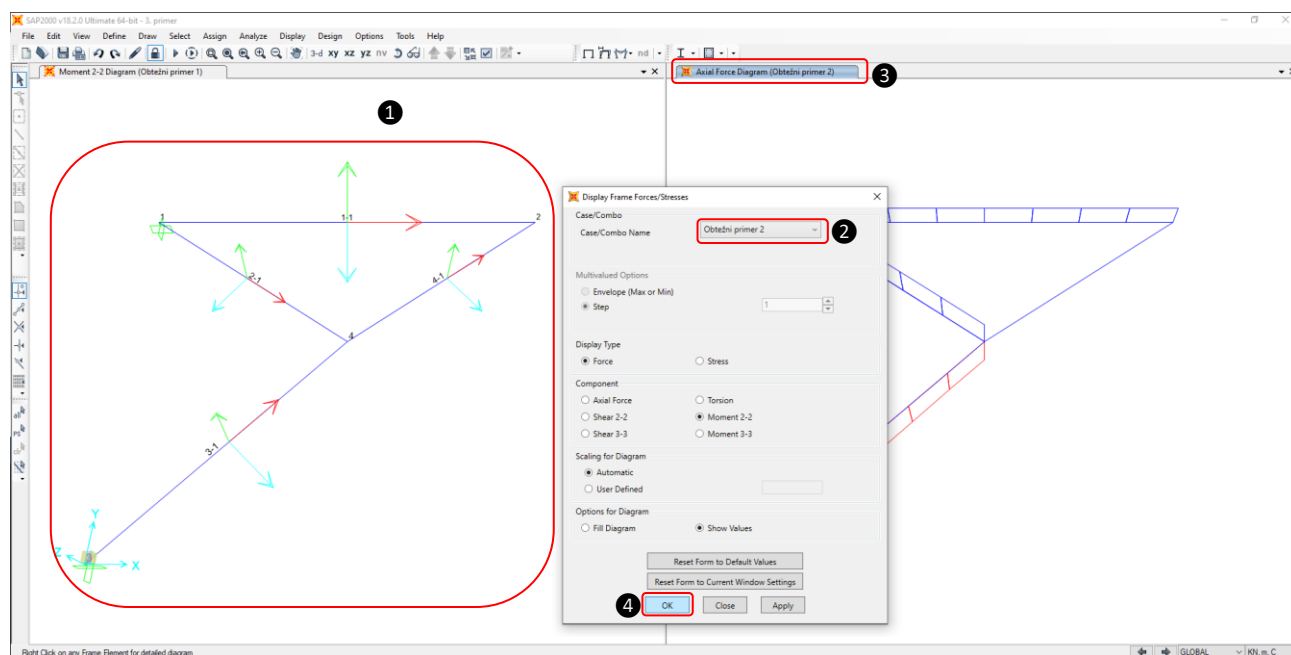 SAP2000 v18.2.0 Ultimate 64-bit - 3. primer
File Edit View Define Draw Select Assign Analyze Display Design Options Tools Help
3-d xy xz yz nv nd
Moment 2-2 Diagram (Obtežni primer 1)
Axial Force Diagram (Obtežni primer 2)
3
1
1 1-1 2
2-1 4-1
4
3-1
Y
Z X
3
Display Frame Forces/Stresses
Case/Combo
Case/Combo Name Obtežni primer 2
2
Multivalued Options
Envelope (Max or Min)
Step 1
Display Type
Force Stress
Component
Axial Force Torsion
Shear 2-2 Moment 2-2
Shear 3-3 Moment 3-3
Scaling for Diagram
Automatic
User Defined
Options for Diagram
Fill Diagram Show Values
Reset Form to Default Values
Reset Form to Current Window Settings
4 OK Close Apply
all
PS
clr
Right Click on any Frame Element for detailed diagram
GLOBAL KN, m, C